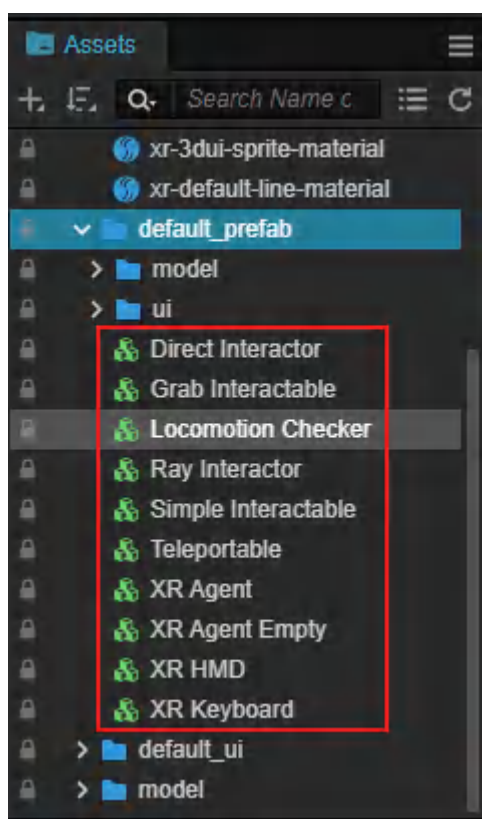 Assets
Search Name c
xr-3dui-sprite-material
xr-default-line-material
default_prefab
model
ui
Direct Interactor
Grab Interactable
Locomotion Checker
Ray Interactor
Simple Interactable
Teleportable
XR Agent
XR Agent Empty
XR HMD
XR Keyboard
default_ui
model